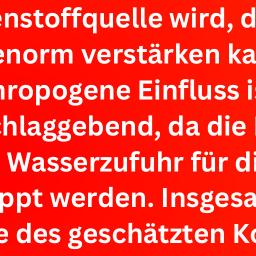 enstoffquelle wird, d
enorm verstärken ka
hropogene Einfluss is
chlaggebend, da die
Wasserzufuhr für di
ppt werden. Insgesa
e des geschätzten Ko